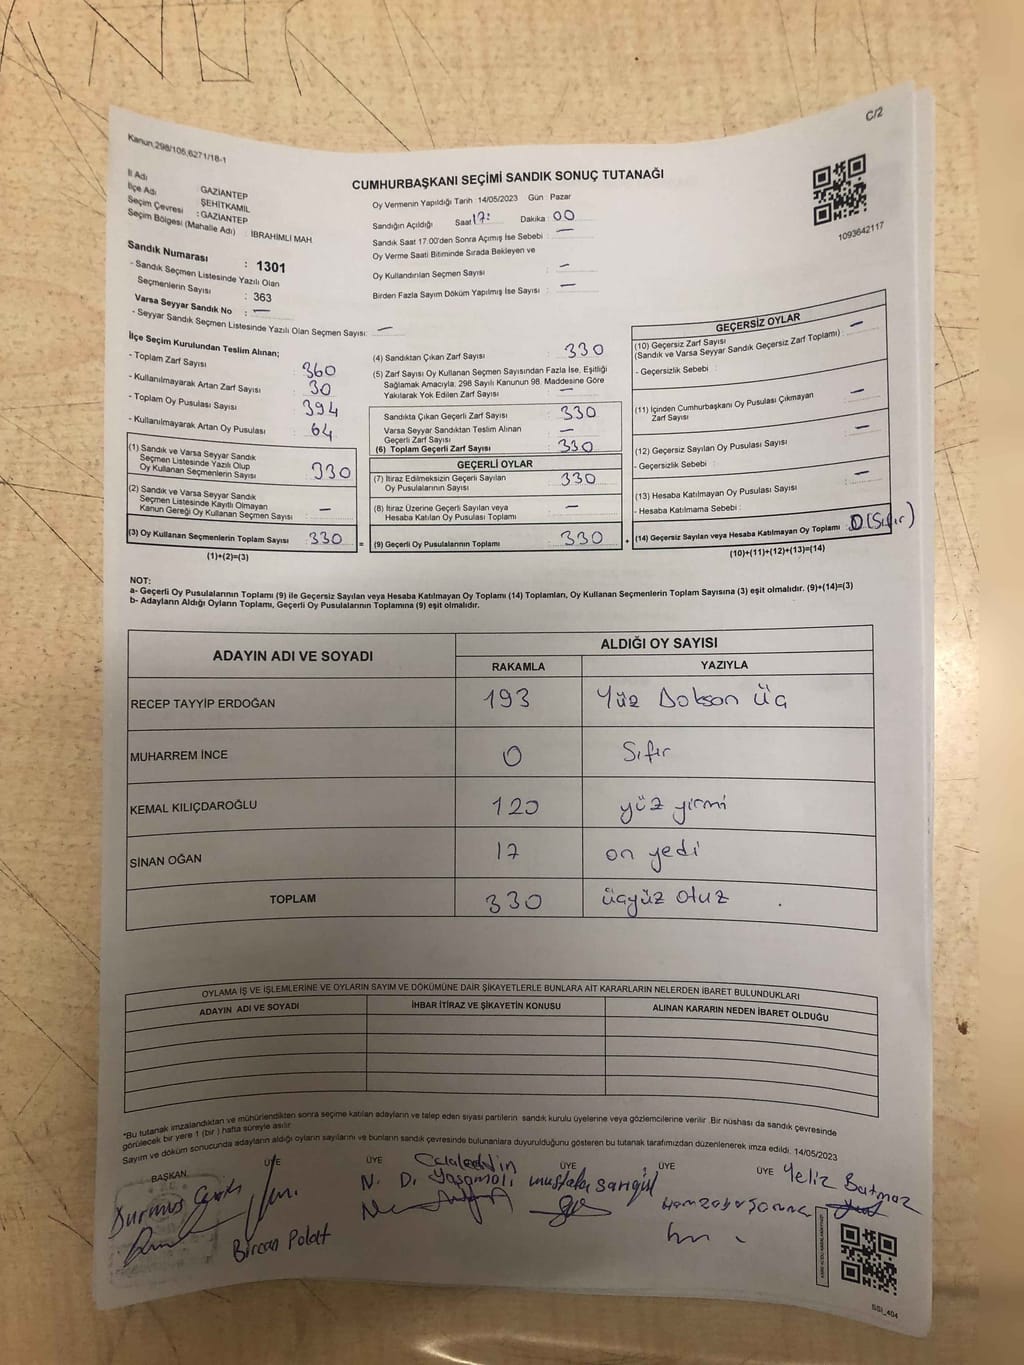 C/2
Kanun,298/105,6271/18-1
CUMHURBAŞKANI SEÇİMİ SANDIK SONUÇ TUTANAĞI
İl Adı GAZİANTEP
İlçe Adı ŞEHİTKAMİL
Seçim Çevresi : GAZİANTEP
Seçim Bölgesi (Mahalle Adı) : İBRAHİMLİ MAH
Sandık Numarası : 1301
- Sandık Seçmen Listesinde Yazılı Olan
Seçmenlerin Sayısı : 363
Varsa Seyyar Sandık No : —
- Seyyar Sandık Seçmen Listesinde Yazılı Olan Seçmen Sayısı: —
Oy Vermenin Yapıldığı Tarih 14/05/2023 Gün : Pazar
Sandığın Açıldığı Saat 17: Dakika 00
Sandık Saat 17.00'den Sonra Açımış İse Sebebi : —
Oy Verme Saati Bitiminde Sırada Bekleyen ve
Oy Kullandırılan Seçmen Sayısı : —
Birden Fazla Sayım Döküm Yapılmış İse Sayısı : —
1093642117
İlçe Seçim Kurulundan Teslim Alınan;
- Toplam Zarf Sayısı : 360
- Kullanılmayarak Artan Zarf Sayısı : 30
- Toplam Oy Pusulası Sayısı : 394
- Kullanılmayarak Artan Oy Pusulası : 64
(1) Sandık ve Varsa Seyyar Sandık
Seçmen Listesinde Yazılı Olup
Oy Kullanan Seçmenlerin Sayısı : 330
(2) Sandık ve Varsa Seyyar Sandık
Seçmen Listesinde Kayıtlı Olmayan
Kanun Gereği Oy Kullanan Seçmen Sayısı : —
(3) Oy Kullanan Seçmenlerin Toplam Sayısı : 330
(1)+(2)=(3)
(4) Sandıktan Çıkan Zarf Sayısı : 330
(5) Zarf Sayısı Oy Kullanan Seçmen Sayısından Fazla İse, Eşitliği
Sağlamak Amacıyla, 298 Sayılı Kanunun 98. Maddesine Göre
Yakılarak Yok Edilen Zarf Sayısı : —
Sandıkta Çıkan Geçerli Zarf Sayısı : 330
Varsa Seyyar Sandıktan Teslim Alınan
Geçerli Zarf Sayısı : —
(6) Toplam Geçerli Zarf Sayısı : 330
GEÇERLİ OYLAR
(7) İtiraz Edilmeksizin Geçerli Sayılan
Oy Pusulalarının Sayısı : 330
(8) İtiraz Üzerine Geçerli Sayılan veya
Hesaba Katılan Oy Pusulası Toplamı : —
= (9) Geçerli Oy Pusulalarının Toplamı : 330
GEÇERSİZ OYLAR
(10) Geçersiz Zarf Sayısı
(Sandık ve Varsa Seyyar Sandık Geçersiz Zarf Toplamı) : —
- Geçersizlik Sebebi :
(11) İçinden Cumhurbaşkanı Oy Pusulası Çıkmayan
Zarf Sayısı : —
(12) Geçersiz Sayılan Oy Pusulası Sayısı : —
- Geçersizlik Sebebi :
(13) Hesaba Katılmayan Oy Pusulası Sayısı : —
- Hesaba Katılmama Sebebi :
+ (14) Geçersiz Sayılan veya Hesaba Katılmayan Oy Toplamı : 0 (Sıfır)
(10)+(11)+(12)+(13)=(14)
NOT:
a- Geçerli Oy Pusulalarının Toplamı (9) ile Geçersiz Sayılan veya Hesaba Katılmayan Oy Toplamı (14) Toplamları, Oy Kullanan Seçmenlerin Toplam Sayısına (3) eşit olmalıdır. (9)+(14)=(3)
b- Adayların Aldığı Oyların Toplamı, Geçerli Oy Pusulalarının Toplamına (9) eşit olmalıdır.
ADAYIN ADI VE SOYADI ALDIĞI OY SAYISI
RAKAMLA YAZIYLA
RECEP TAYYİP ERDOĞAN 193 Yüz Dokson üç
MUHARREM İNCE 0 Sıfır
KEMAL KILIÇDAROĞLU 120 yüz yirmi
SİNAN OĞAN 17 on yedi
TOPLAM 330 üçyüz otuz
OYLAMA İŞ VE İŞLEMLERİNE VE OYLARIN SAYIM VE DÖKÜMÜNE DAİR ŞİKAYETLERLE BUNLARA AİT KARARLARIN NELERDEN İBARET BULUNDUKLARI
ADAYIN ADI VE SOYADI İHBAR İTİRAZ VE ŞİKAYETİN KONUSU ALINAN KARARIN NEDEN İBARET OLDUĞU
*Bu tutanak imzalandıktan ve mühürlendikten sonra seçime katılan adayların ve talep eden siyasi partilerin sandık kurulu üyelerine veya gözlemcilerine verilir. Bir nüshası da sandık çevresinde
görülecek bir yere 1 (bir) hafta süreyle asılır.
Sayım ve döküm sonucunda adayların aldığı oyların sayılarını ve bunların sandık çevresinde bulunanlara duyurulduğunu gösteren bu tutanak tarafımızdan düzenlenerek imza edildi. 14/05/2023
BAŞKAN ÜYE ÜYE ÜYE ÜYE ÜYE
Durmuş
Bircan Polat
Celaleddin
N. D. Yaşamalı
mustafa sarıgül
Yeliz Batmaz
SSI_404